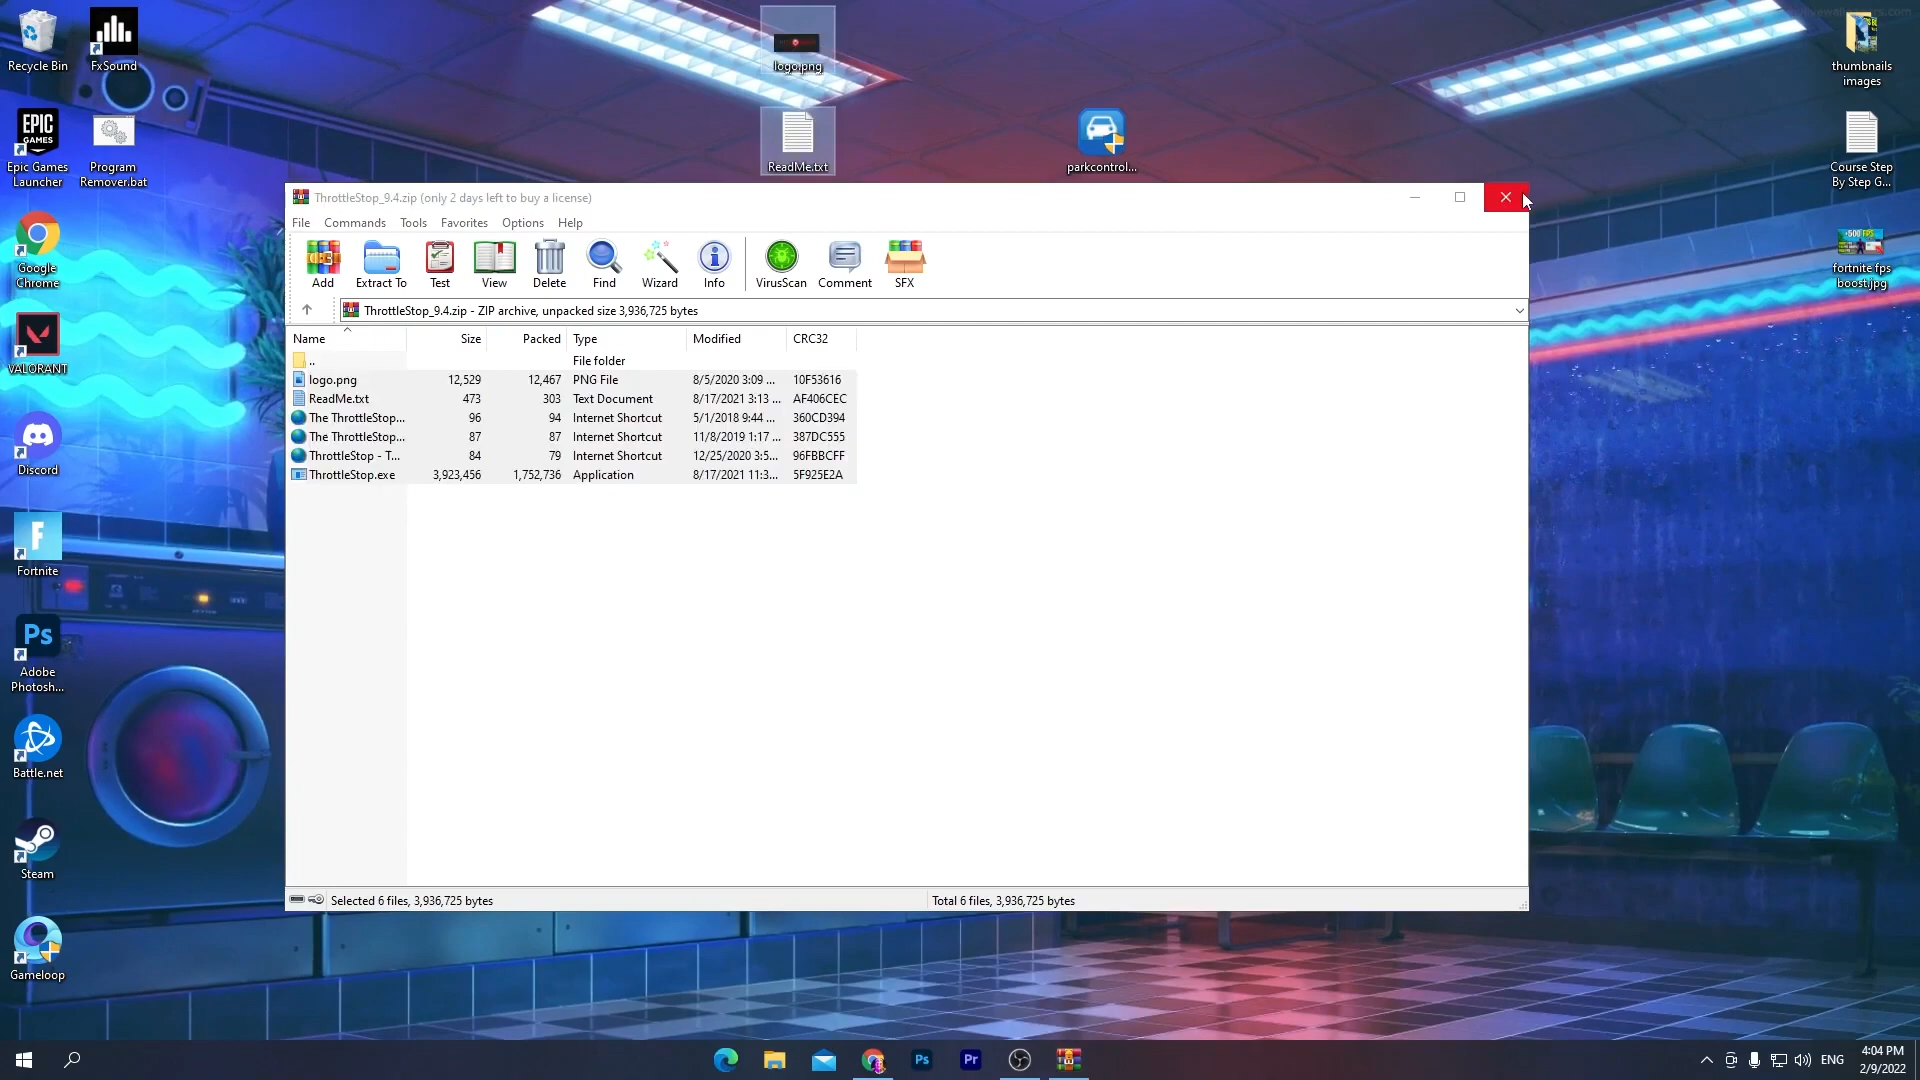 Recycle Bin
FxSound
EPIC
GAMES
Epic Games
Launcher
Program
Remover.bat
Google
Chrome
VALORANT
Discord
Fortnite
Ps
Adobe
Photosh...
Battle.net
Steam
Gameloop
logo.png
ReadMe.txt
parkcontrol...
thumbnails
images
Course Step
By Step G...
+500 FPS
fortnite fps
boost.jpg
ThrottleStop_9.4.zip (only 2 days left to buy a license)
File Commands Tools Favorites Options Help
Add Extract To Test View Delete Find Wizard Info VirusScan Comment SFX
ThrottleStop_9.4.zip - ZIP archive, unpacked size 3,936,725 bytes
Name Size Packed Type Modified CRC32
.. File folder
logo.png 12,529 12,467 PNG File 8/5/2020 3:09 ... 10F53616
ReadMe.txt 473 303 Text Document 8/17/2021 3:13 ... AF406CEC
The ThrottleStop... 96 94 Internet Shortcut 5/1/2018 9:44 ... 360CD394
The ThrottleStop... 87 87 Internet Shortcut 11/8/2019 1:17 ... 387DC555
ThrottleStop - T... 84 79 Internet Shortcut 12/25/2020 3:5... 96FBBCFF
ThrottleStop.exe 3,923,456 1,752,736 Application 8/17/2021 11:3... 5F925E2A
Selected 6 files, 3,936,725 bytes
Total 6 files, 3,936,725 bytes
Ps
Pr
ENG
4:04 PM
2/9/2022